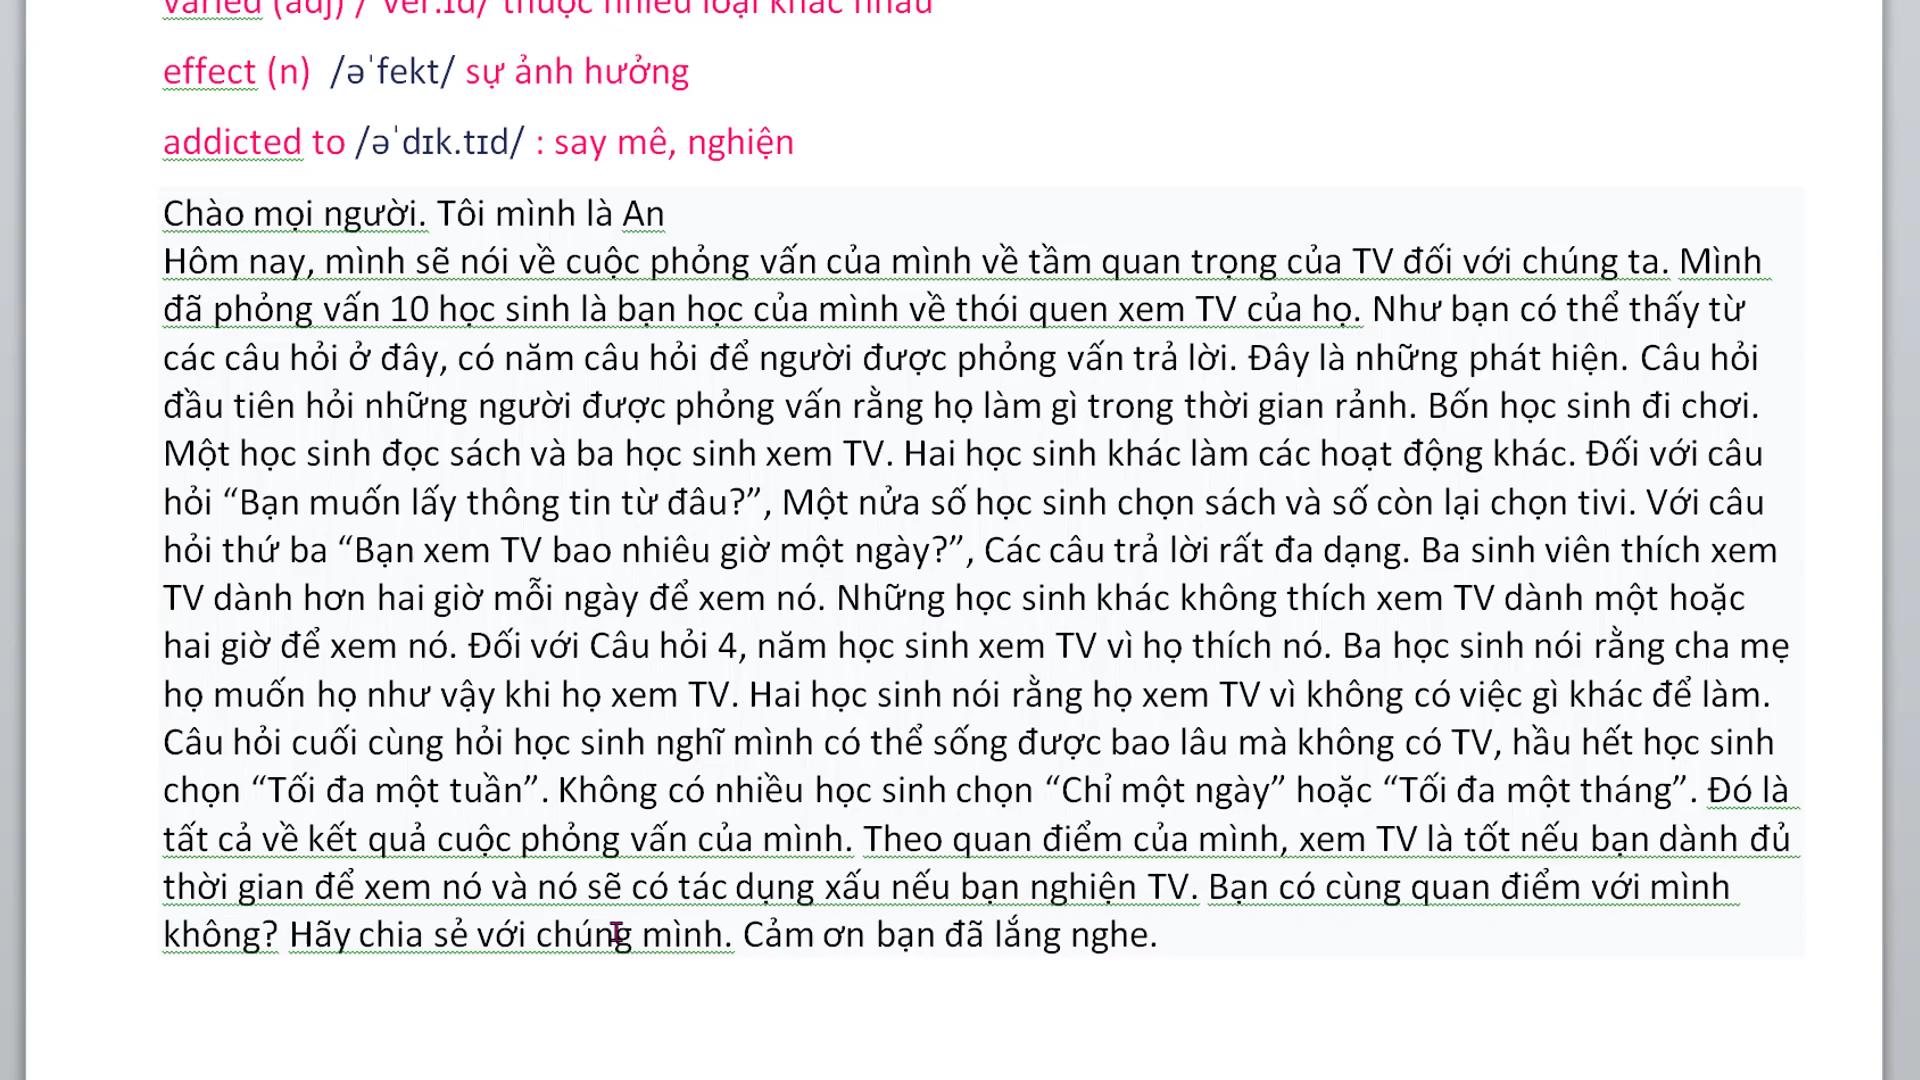 varied (adj) /ˈver.ɪd/ thuộc nhiều loại khác nhau
effect (n)  /əˈfekt/ sự ảnh hưởng
addicted to /əˈdɪk.tɪd/ : say mê, nghiện
Chào mọi người. Tôi mình là An
Hôm nay, mình sẽ nói về cuộc phỏng vấn của mình về tầm quan trọng của TV đối với chúng ta. Mình
đã phỏng vấn 10 học sinh là bạn học của mình về thói quen xem TV của họ. Như bạn có thể thấy từ
các câu hỏi ở đây, có năm câu hỏi để người được phỏng vấn trả lời. Đây là những phát hiện. Câu hỏi
đầu tiên hỏi những người được phỏng vấn rằng họ làm gì trong thời gian rảnh. Bốn học sinh đi chơi.
Một học sinh đọc sách và ba học sinh xem TV. Hai học sinh khác làm các hoạt động khác. Đối với câu
hỏi “Bạn muốn lấy thông tin từ đâu?”, Một nửa số học sinh chọn sách và số còn lại chọn tivi. Với câu
hỏi thứ ba “Bạn xem TV bao nhiêu giờ một ngày?”, Các câu trả lời rất đa dạng. Ba sinh viên thích xem
TV dành hơn hai giờ mỗi ngày để xem nó. Những học sinh khác không thích xem TV dành một hoặc
hai giờ để xem nó. Đối với Câu hỏi 4, năm học sinh xem TV vì họ thích nó. Ba học sinh nói rằng cha mẹ
họ muốn họ như vậy khi họ xem TV. Hai học sinh nói rằng họ xem TV vì không có việc gì khác để làm.
Câu hỏi cuối cùng hỏi học sinh nghĩ mình có thể sống được bao lâu mà không có TV, hầu hết học sinh
chọn “Tối đa một tuần”. Không có nhiều học sinh chọn “Chỉ một ngày” hoặc “Tối đa một tháng”. Đó là
tất cả về kết quả cuộc phỏng vấn của mình. Theo quan điểm của mình, xem TV là tốt nếu bạn dành đủ
thời gian để xem nó và nó sẽ có tác dụng xấu nếu bạn nghiện TV. Bạn có cùng quan điểm với mình
không? Hãy chia sẻ với chúng mình. Cảm ơn bạn đã lắng nghe.